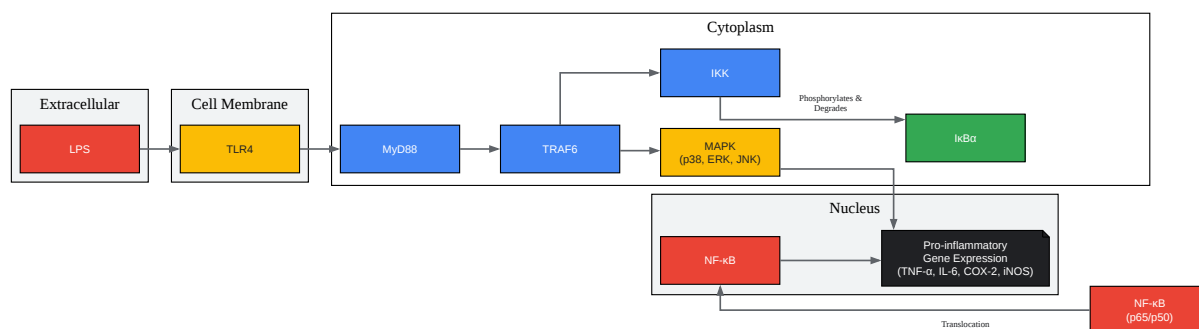 Cytoplasm
Extracellular
Cell Membrane
LPS
TLR4
MyD88
TRAF6
IKK
Phosphorylates &
Degrades
IκBα
MAPK
(p38, ERK, JNK)
Nucleus
NF-κB
Pro-inflammatory
Gene Expression
(TNF-α, IL-6, COX-2, iNOS)
Translocation
NF-κB
(p65/p50)